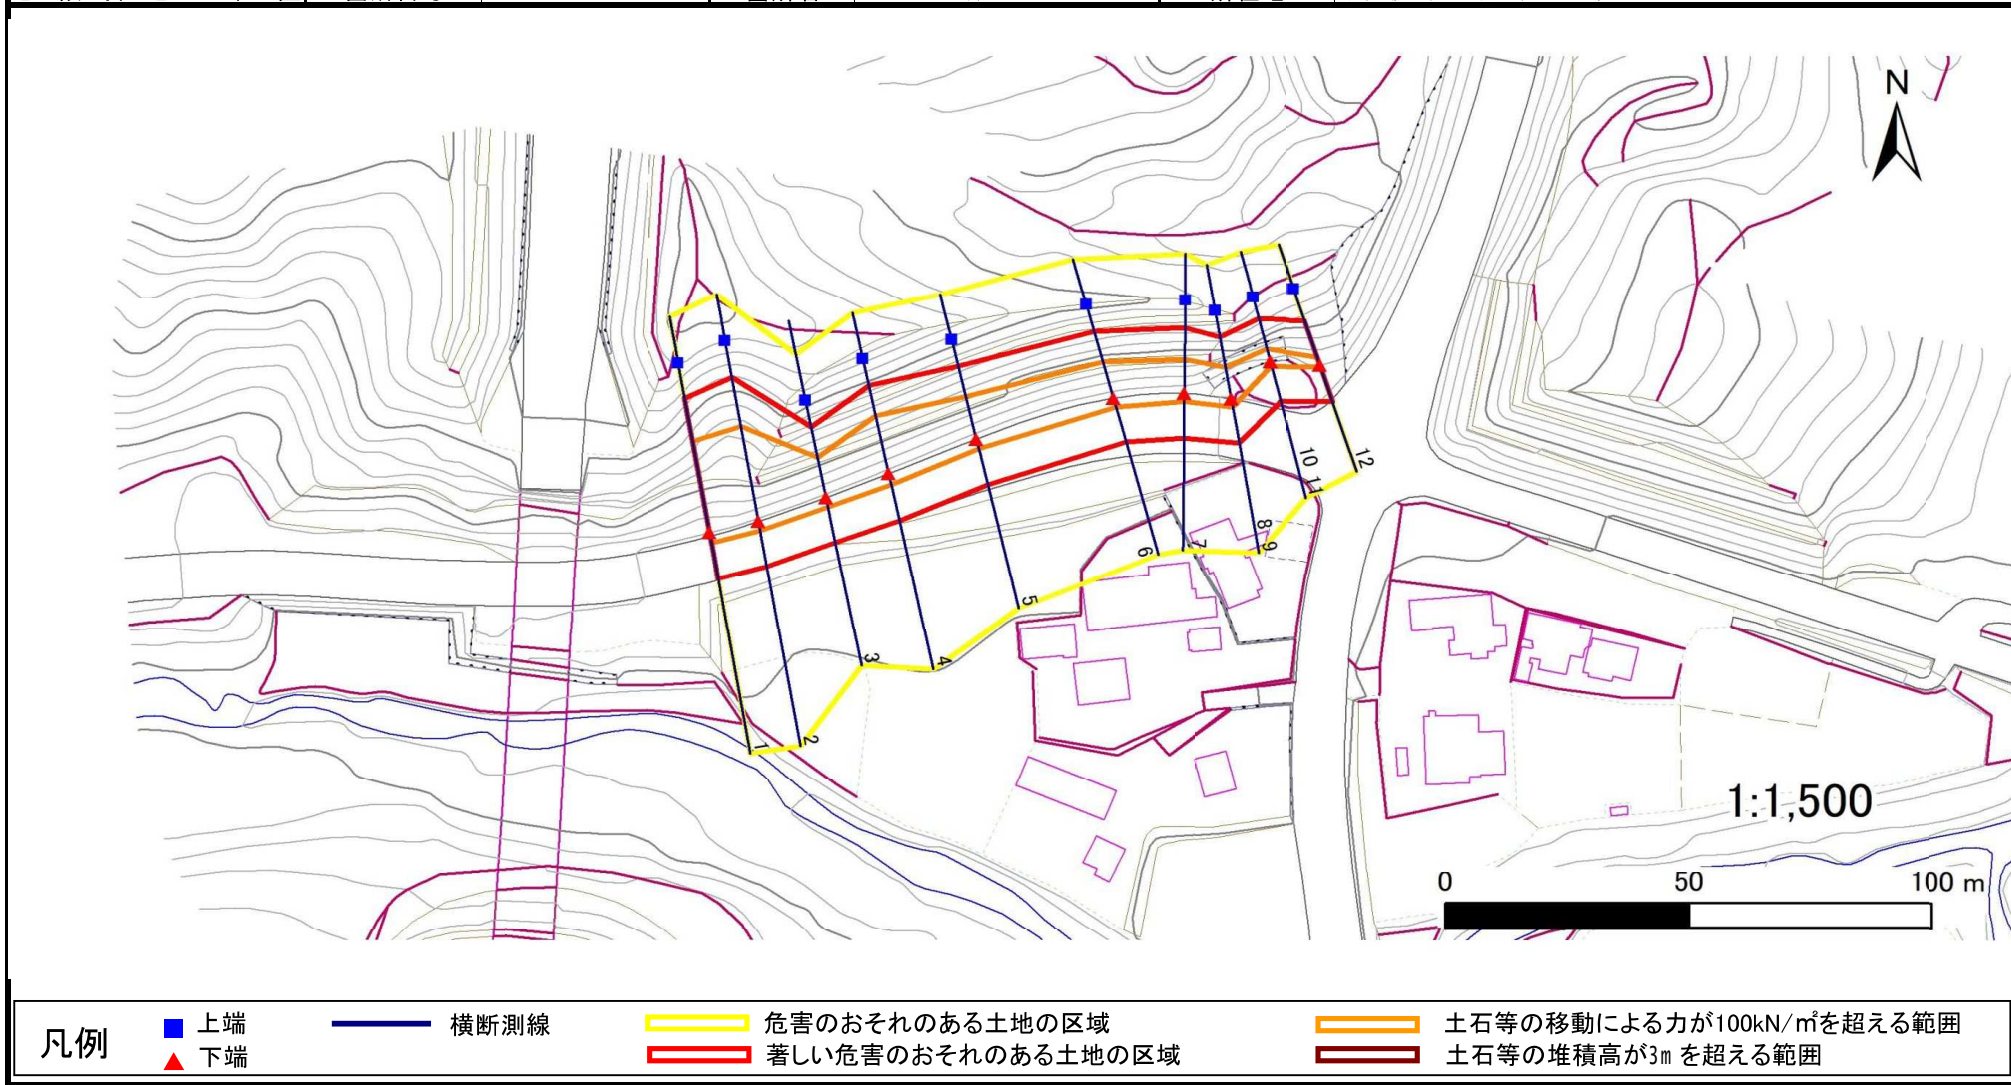 N
10
12
11
8
9
7
6
5
3
4
2
1
1:1,500
0 50 100 m
凡例
上端
下端
横断測線
危害のおそれのある土地の区域
著しい危害のおそれのある土地の区域
土石等の移動による力が100kN/㎡を超える範囲
土石等の堆積高が3mを超える範囲